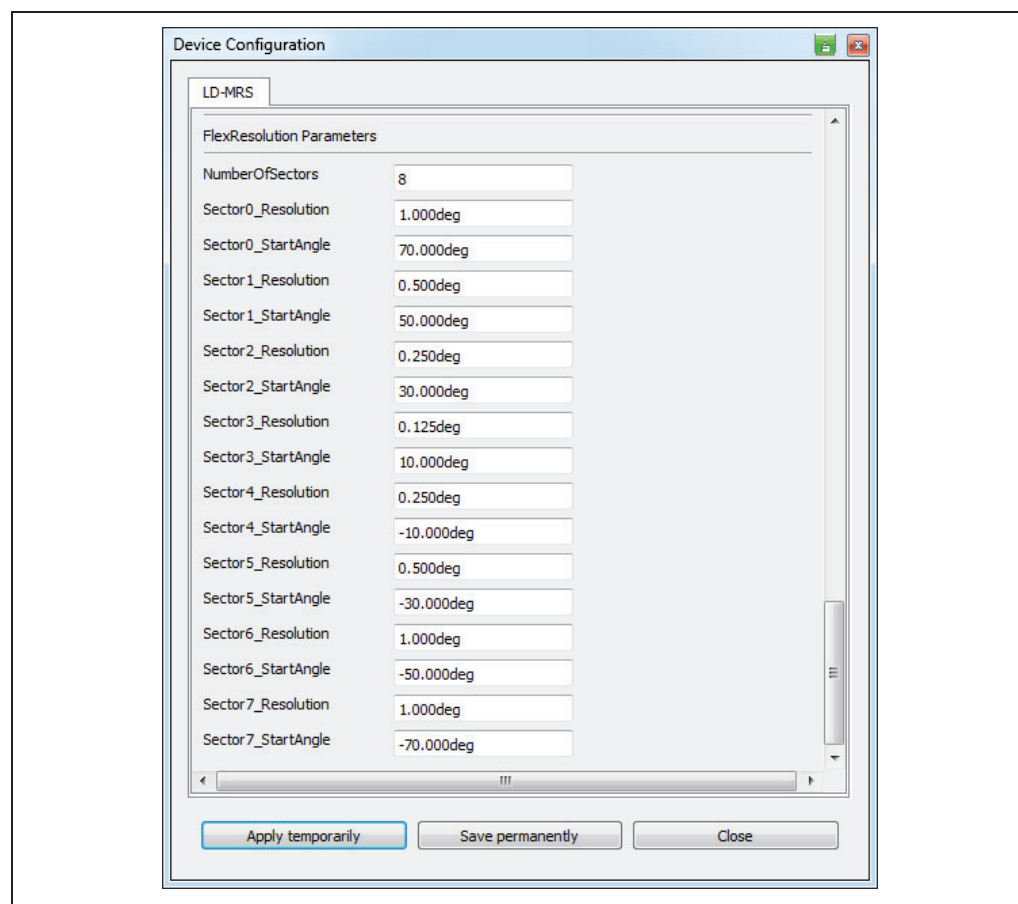 Device Configuration
LD-MRS
FlexResolution Parameters
NumberOfSectors 8
Sector0_Resolution 1.000deg
Sector0_StartAngle 70.000deg
Sector1_Resolution 0.500deg
Sector1_StartAngle 50.000deg
Sector2_Resolution 0.250deg
Sector2_StartAngle 30.000deg
Sector3_Resolution 0.125deg
Sector3_StartAngle 10.000deg
Sector4_Resolution 0.250deg
Sector4_StartAngle -10.000deg
Sector5_Resolution 0.500deg
Sector5_StartAngle -30.000deg
Sector6_Resolution 1.000deg
Sector6_StartAngle -50.000deg
Sector7_Resolution 1.000deg
Sector7_StartAngle -70.000deg
Apply temporarily Save permanently Close